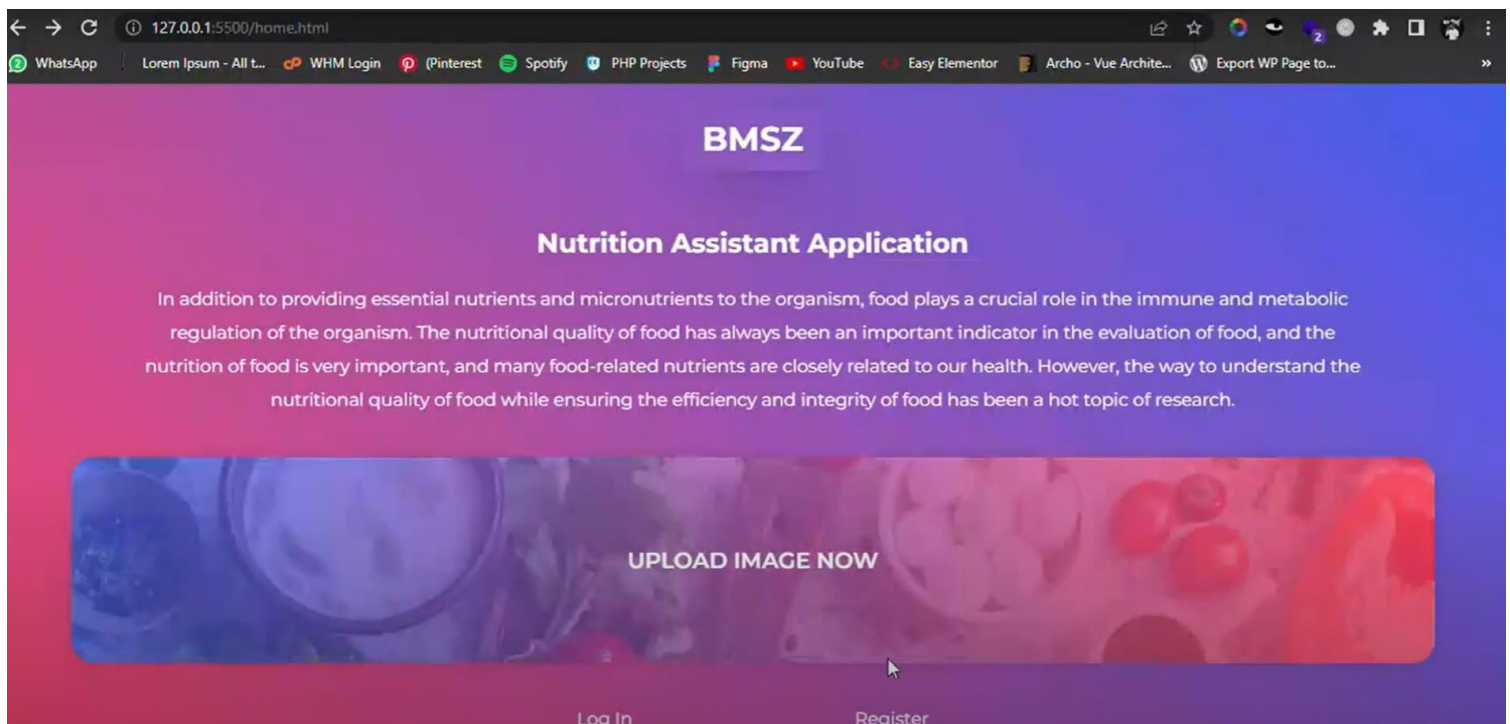 127.0.0.1:5500/home.html
2
2 WhatsApp Lorem Ipsum - All t... cP WHM Login (Pinterest Spotify PHP Projects Figma YouTube Easy Elementor Archo - Vue Archite... Export WP Page to... »
BMSZ
Nutrition Assistant Application
In addition to providing essential nutrients and micronutrients to the organism, food plays a crucial role in the immune and metabolic
regulation of the organism. The nutritional quality of food has always been an important indicator in the evaluation of food, and the
nutrition of food is very important, and many food-related nutrients are closely related to our health. However, the way to understand the
nutritional quality of food while ensuring the efficiency and integrity of food has been a hot topic of research.
UPLOAD IMAGE NOW
Log In Register